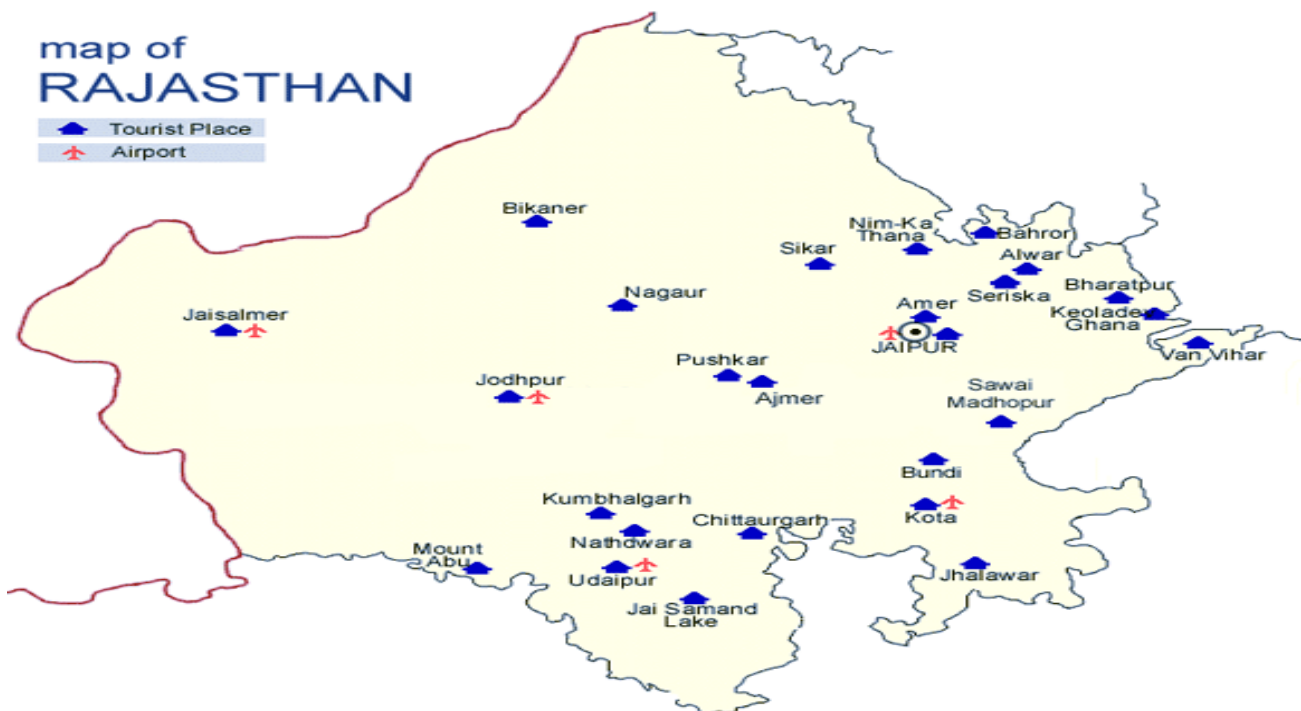 map of
RAJASTHAN
Tourist Place
Airport
Bikaner
Nim-Ka
Thana
Bahror
Sikar
Alwar
Seriska
Bharatpur
Nagaur
Amer
Keoladev
Ghana
Jaisalmer
JAIPUR
Van Vihar
Pushkar
Ajmer
Jodhpur
Sawai
Madhopur
Bundi
Kumbhalgarh
Chittaurgarh
Kota
Nathdwara
Mount
Abu
Udaipur
Jhalawar
Jai Samand
Lake